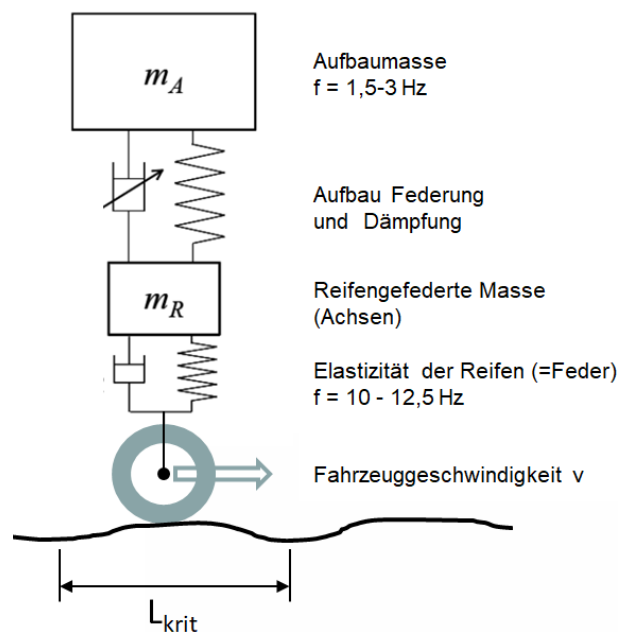 m_A
Aufbaumasse
f = 1,5-3 Hz
Aufbau Federung
und Dämpfung
m_R
Reifengefederte Masse
(Achsen)
Elastizität der Reifen (=Feder)
f = 10 - 12,5 Hz
Fahrzeuggeschwindigkeit v
L_krit